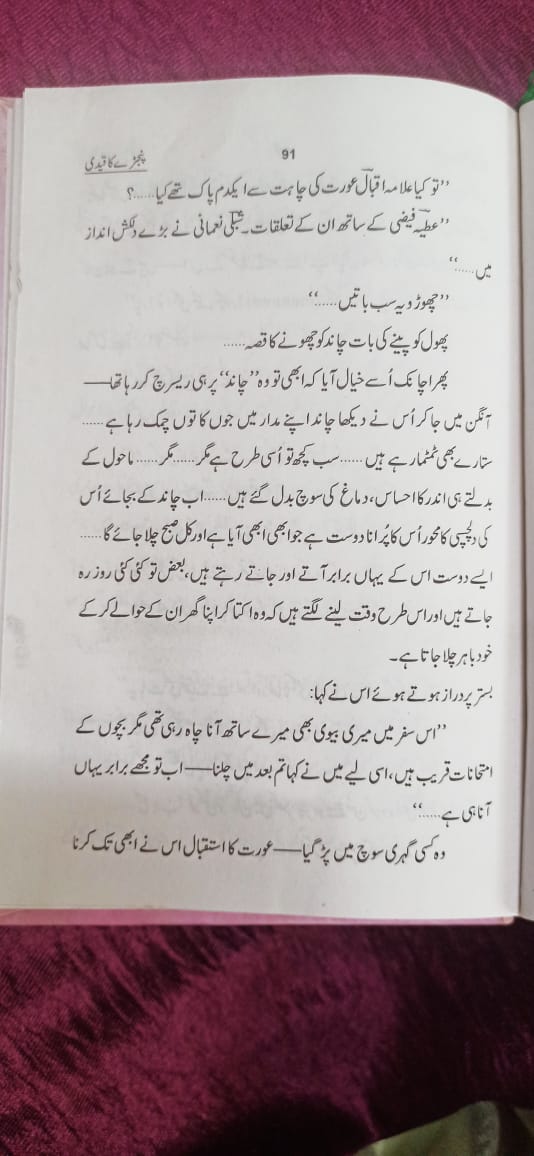 91
پنجڑے کا قیدی
’’تو کیا علامہ اقبالؔ عورت کی چاہت سے ایکدم پاک تھے کیا......؟
’’عطیہؔ فیضی کے ساتھ ان کے تعلقات۔ شبلیؔ نعمانی نے بڑے دلکش انداز
میں......‘‘
’’چھوڑو یہ سب باتیں......‘‘
پھول کو پینے کی بات چاند کو چھونے کا قصہ......
پھر اچانک اُسے خیال آیا کہ ابھی تو وہ ’’چاند‘‘ پر ہی ریسرچ کر رہا تھا——
آنگن میں جا کر اُس نے دیکھا چاند اپنے مدار میں جوں کا توں چمک رہا ہے......
ستارے بھی ٹمٹما رہے ہیں......سب کچھ تو اُسی طرح ہے مگر......مگر......ماحول کے
بدلتے ہی اندر کا احساس، دماغ کی سوچ بدل گئے ہیں......اب چاند کے بجائے اُس
کی دلچسپی کا محور اُس کا پُرانا دوست ہے جو ابھی ابھی آیا ہے اور کل صبح چلا جائے گا......
ایسے دوست اس کے یہاں برابر آتے اور جاتے رہتے ہیں، بعض تو کئی کئی روز رہ
جاتے ہیں اور اس طرح وقت لینے لگتے ہیں کہ وہ اکتا کر اپنا گھر ان کے حوالے کر کے
خود باہر چلا جاتا ہے۔
بستر پر دراز ہوتے ہوئے اس نے کہا:
’’اس سفر میں میری بیوی بھی میرے ساتھ آنا چاہ رہی تھی مگر بچوں کے
امتحانات قریب ہیں، اسی لیے میں نے کہا تم بعد میں چلنا——اب تو مجھے برابر یہاں
آنا ہی ہے......‘‘
وہ کسی گہری سوچ میں پڑ گیا——عورت کا استقبال اس نے ابھی تک کرنا